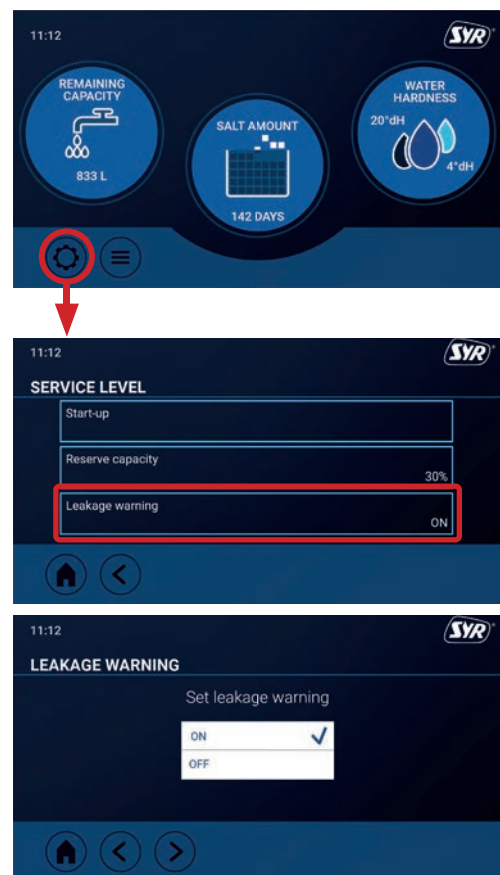 11:12
SYR
REMAINING
CAPACITY
833 L
SALT AMOUNT
142 DAYS
WATER
HARDNESS
20°dH
4°dH
11:12
SYR
SERVICE LEVEL
Start-up
Reserve capacity
30%
Leakage warning
ON
11:12
SYR
LEAKAGE WARNING
Set leakage warning
ON
OFF